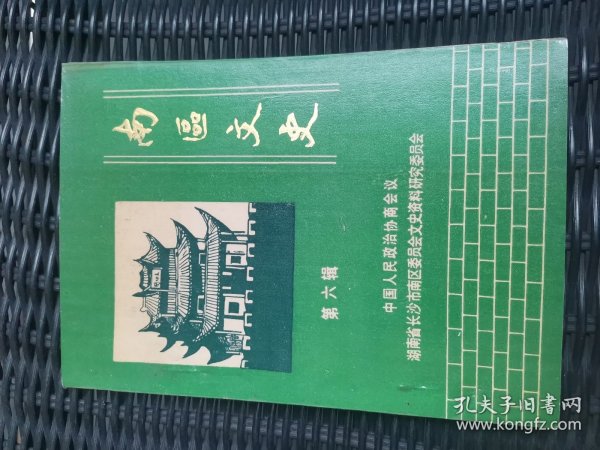 南區文史
第六辑
中国人民政治协商会议
湖南省长沙市南区委员会文史资料研究委员会
孔夫子旧书网
www.kongfz.com